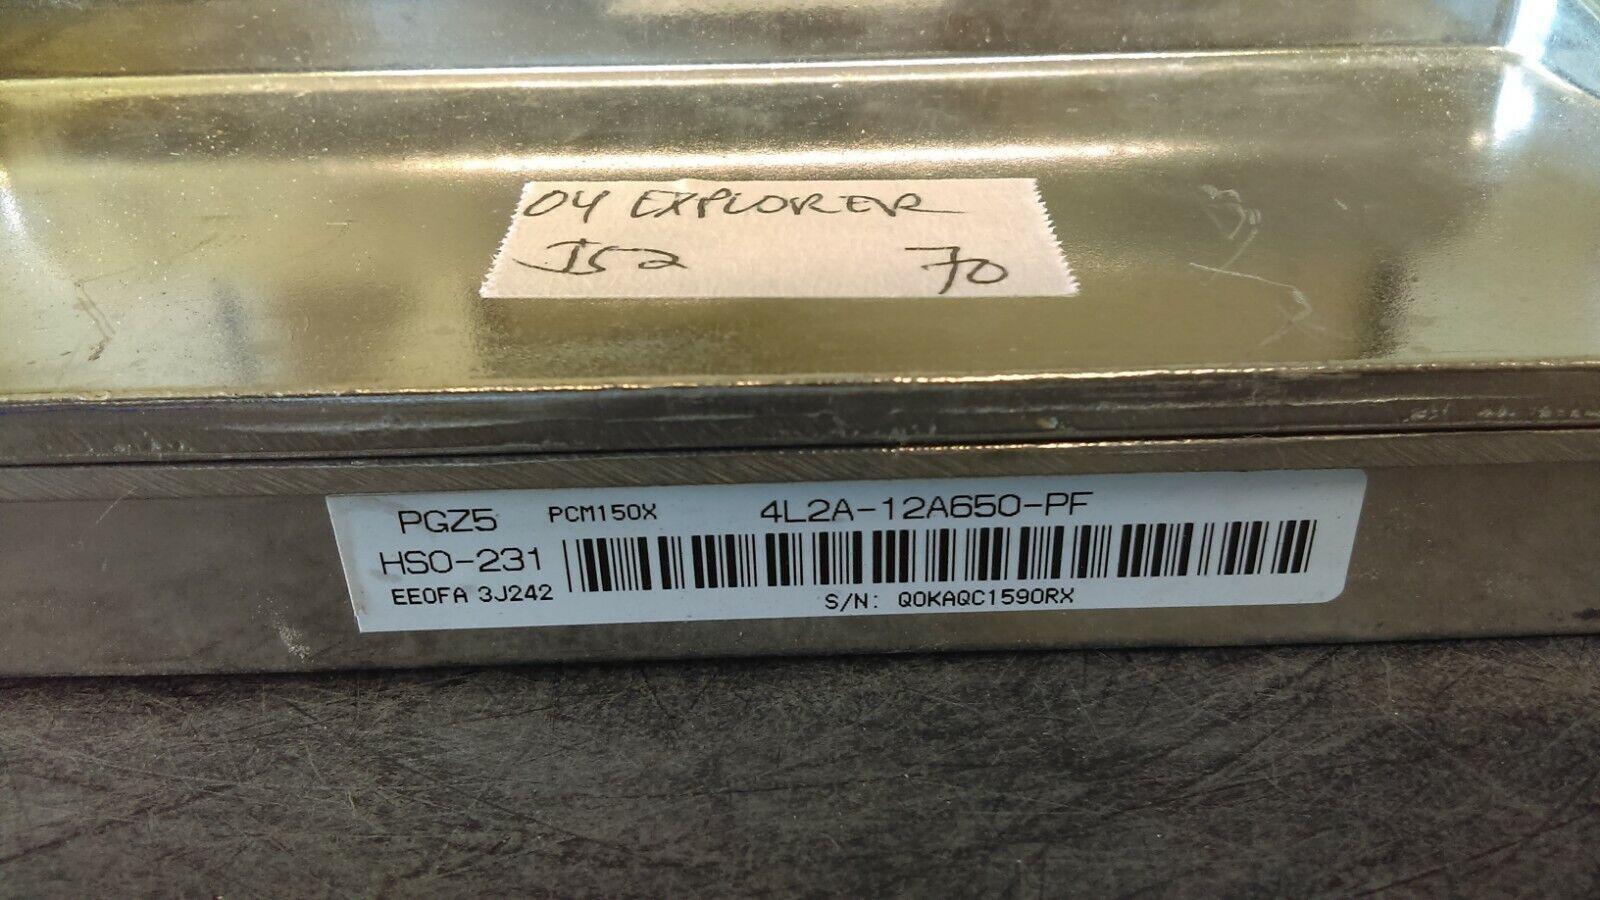 04 EXPLORER
J52 70
PGZ5 PCM150X 4L2A-12A650-PF
HSO-231
EEOFA 3J242
S/N: Q0KAQC1590RX